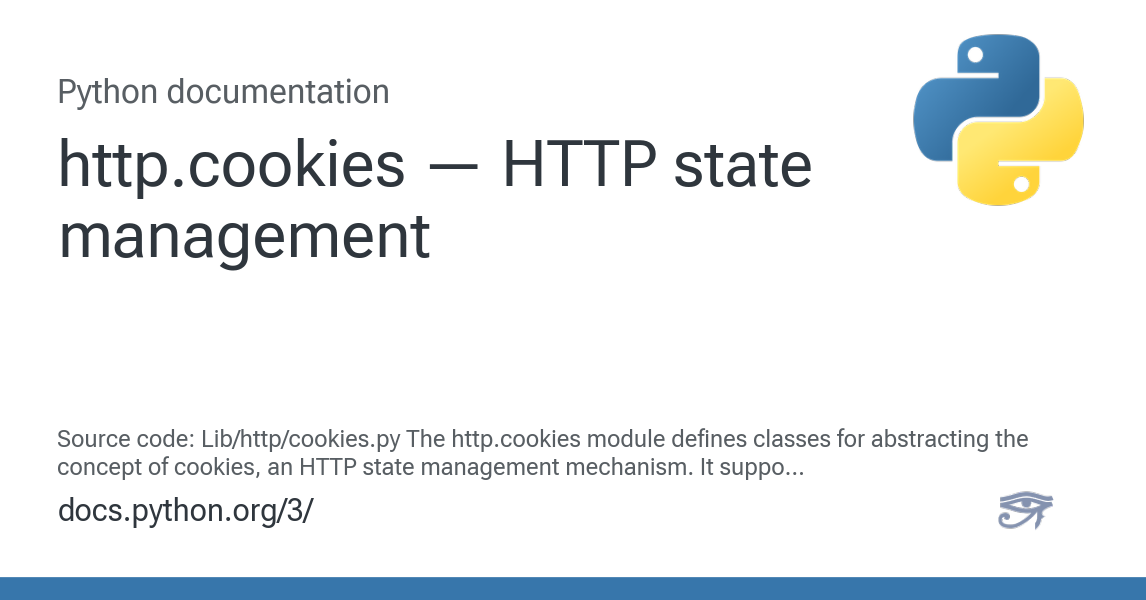 Python documentation
http.cookies — HTTP state
management
Source code: Lib/http/cookies.py The http.cookies module defines classes for abstracting the
concept of cookies, an HTTP state management mechanism. It suppo...
docs.python.org/3/